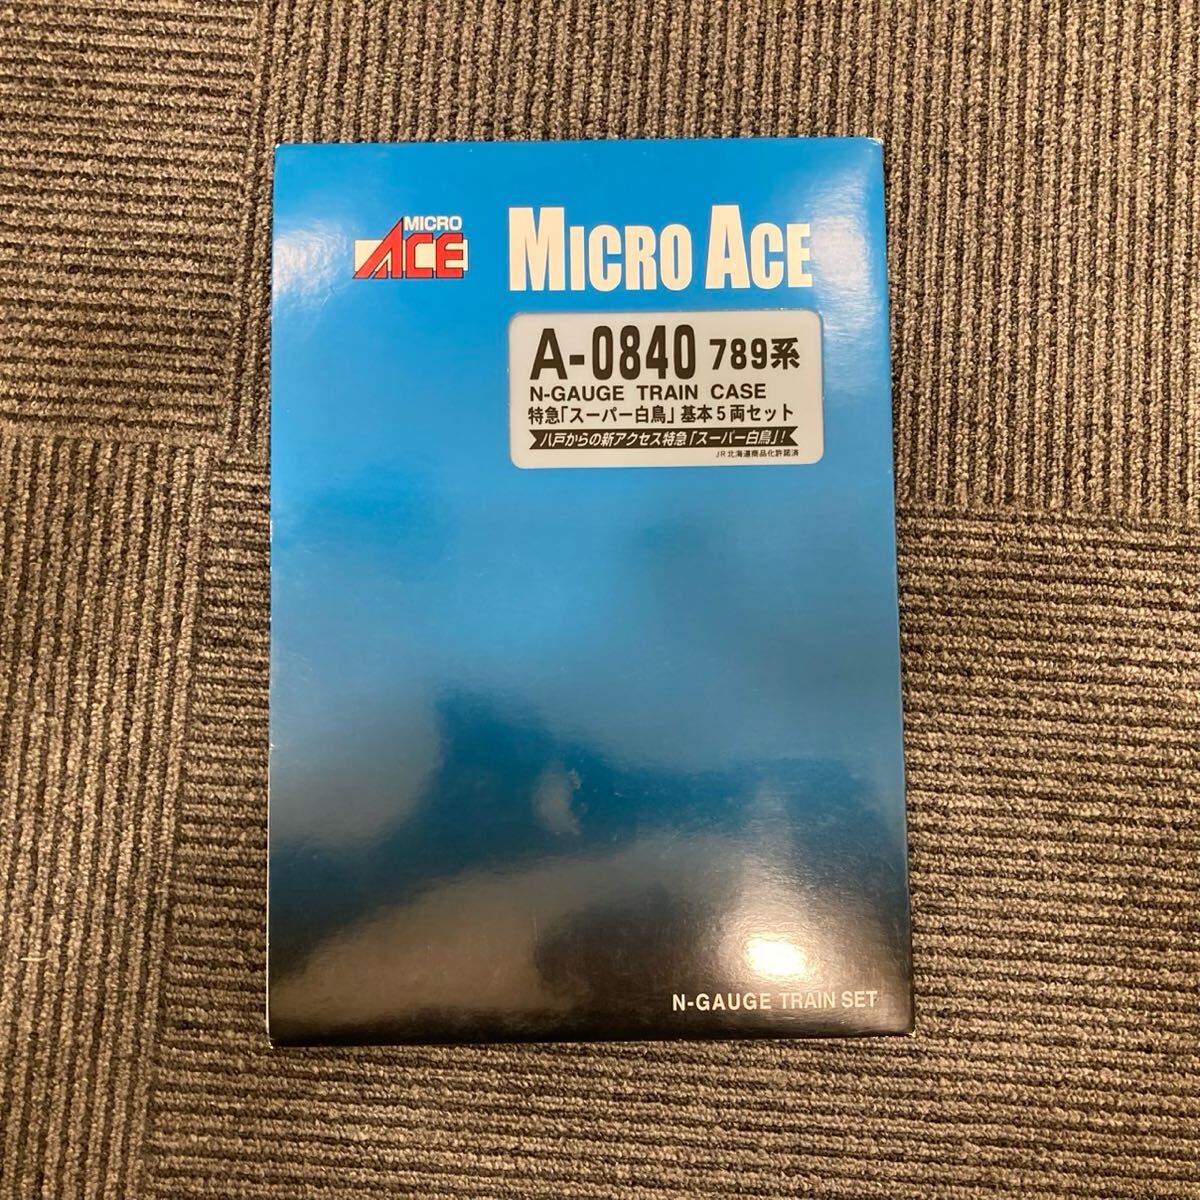 MICRO
ACE
MICRO ACE
A-0840 789系
N-GAUGE TRAIN CASE
特急「スーパー白鳥」基本5両セット
八戸からの新アクセス特急「スーパー白鳥」!
JR北海道商品化許諾済
N-GAUGE TRAIN SET